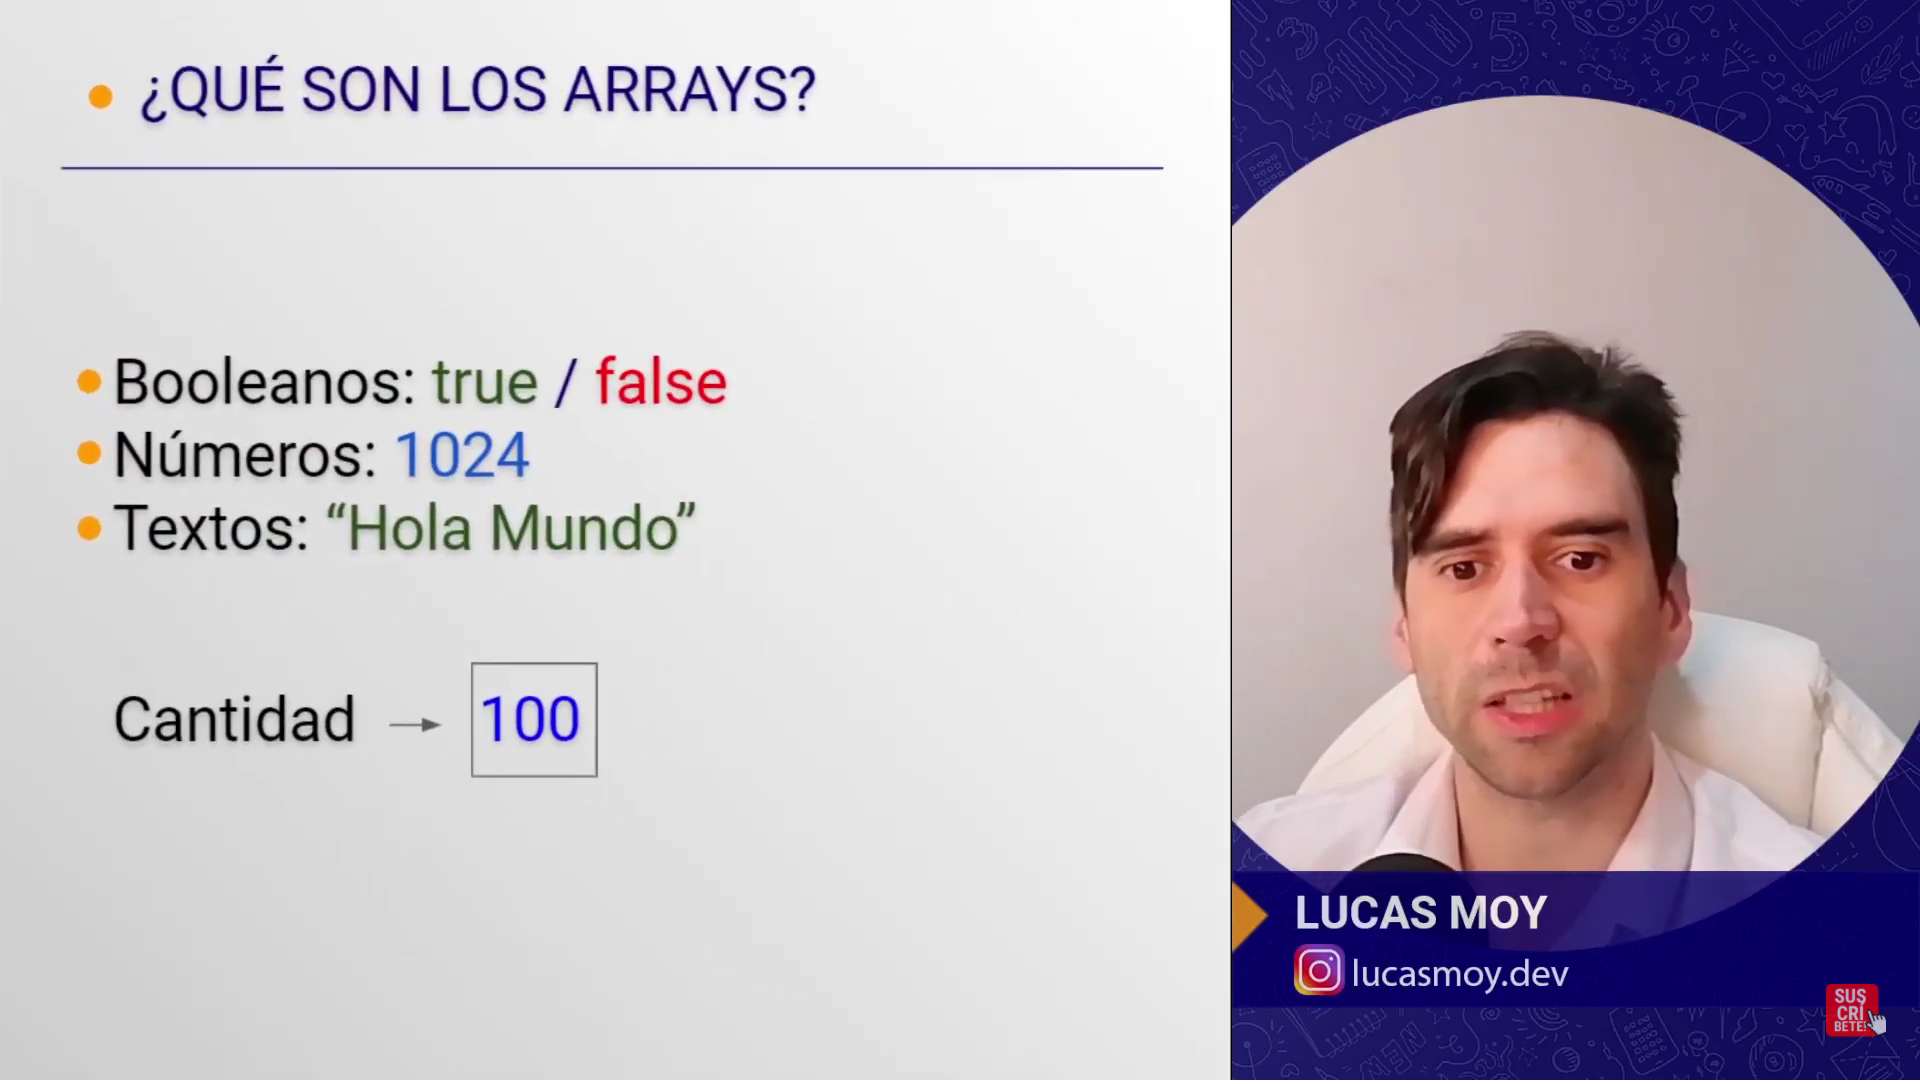 ¿QUÉ SON LOS ARRAYS?
Booleanos: true / false
Números: 1024
Textos: “Hola Mundo”
Cantidad → 100
LUCAS MOY
lucasmoy.dev
SUS
CRÍ
BETE!